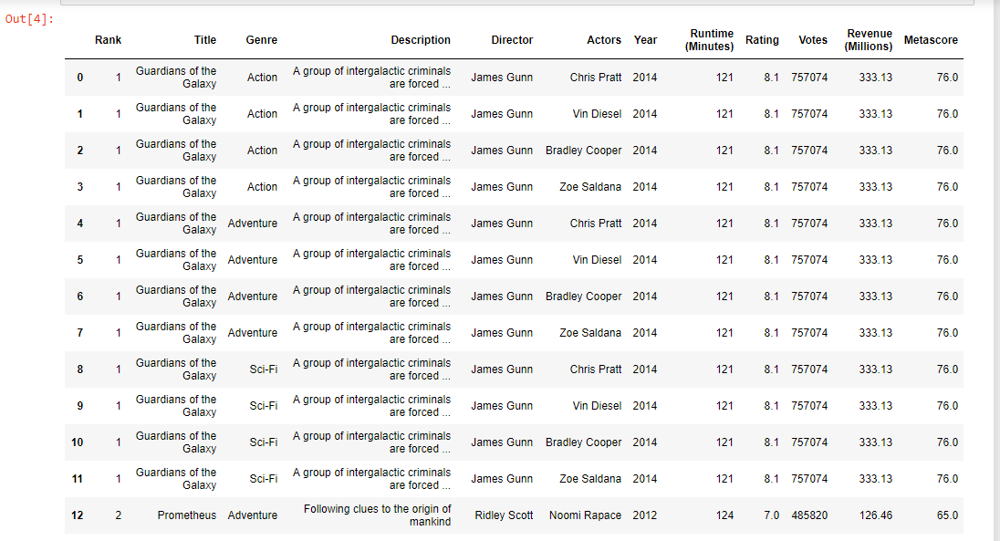 Out[4]:
Rank Title Genre Description Director Actors Year Runtime (Minutes) Rating Votes Revenue (Millions) Metascore
0 1 Guardians of the Galaxy Action A group of intergalactic criminals are forced ... James Gunn Chris Pratt 2014 121 8.1 757074 333.13 76.0
1 1 Guardians of the Galaxy Action A group of intergalactic criminals are forced ... James Gunn Vin Diesel 2014 121 8.1 757074 333.13 76.0
2 1 Guardians of the Galaxy Action A group of intergalactic criminals are forced ... James Gunn Bradley Cooper 2014 121 8.1 757074 333.13 76.0
3 1 Guardians of the Galaxy Action A group of intergalactic criminals are forced ... James Gunn Zoe Saldana 2014 121 8.1 757074 333.13 76.0
4 1 Guardians of the Galaxy Adventure A group of intergalactic criminals are forced ... James Gunn Chris Pratt 2014 121 8.1 757074 333.13 76.0
5 1 Guardians of the Galaxy Adventure A group of intergalactic criminals are forced ... James Gunn Vin Diesel 2014 121 8.1 757074 333.13 76.0
6 1 Guardians of the Galaxy Adventure A group of intergalactic criminals are forced ... James Gunn Bradley Cooper 2014 121 8.1 757074 333.13 76.0
7 1 Guardians of the Galaxy Adventure A group of intergalactic criminals are forced ... James Gunn Zoe Saldana 2014 121 8.1 757074 333.13 76.0
8 1 Guardians of the Galaxy Sci-Fi A group of intergalactic criminals are forced ... James Gunn Chris Pratt 2014 121 8.1 757074 333.13 76.0
9 1 Guardians of the Galaxy Sci-Fi A group of intergalactic criminals are forced ... James Gunn Vin Diesel 2014 121 8.1 757074 333.13 76.0
10 1 Guardians of the Galaxy Sci-Fi A group of intergalactic criminals are forced ... James Gunn Bradley Cooper 2014 121 8.1 757074 333.13 76.0
11 1 Guardians of the Galaxy Sci-Fi A group of intergalactic criminals are forced ... James Gunn Zoe Saldana 2014 121 8.1 757074 333.13 76.0
12 2 Prometheus Adventure Following clues to the origin of mankind Ridley Scott Noomi Rapace 2012 124 7.0 485820 126.46 65.0